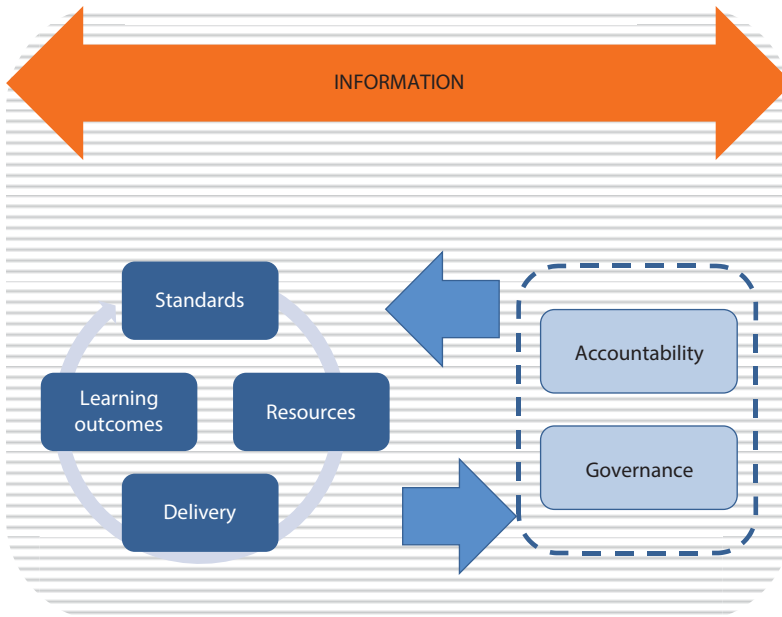 INFORMATION
Standards
Learning
outcomes
Resources
Delivery
Accountability
Governance